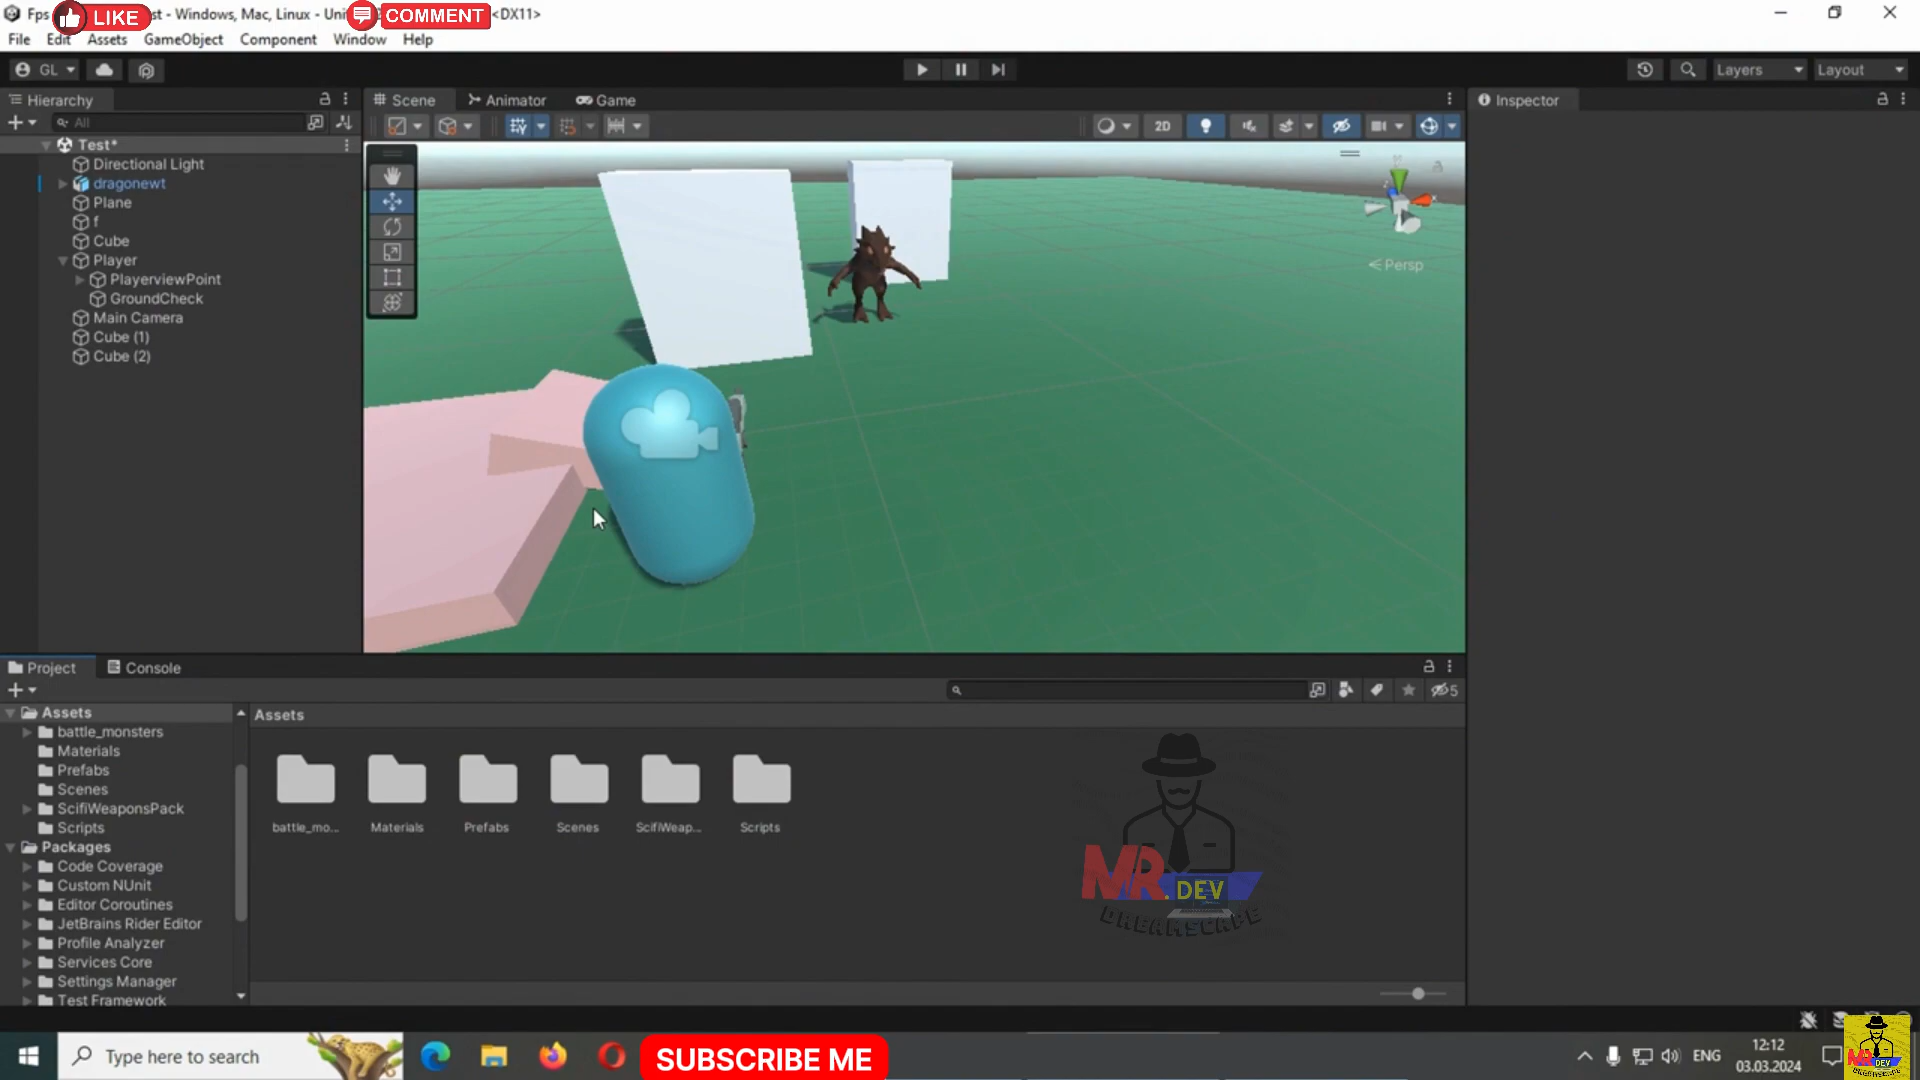 Fps
st - Windows, Mac, Linux - Uni
<DX11>
LIKE
COMMENT
File Edit Assets GameObject Component Window Help
GL
Layers
Layout
Hierarchy
Scene
Animator
Game
Inspector
All
2D
Test*
Directional Light
dragonewt
Plane
f
Cube
Player
PlayerviewPoint
GroundCheck
Main Camera
Cube (1)
Cube (2)
Persp
Project
Console
5
Assets
battle_monsters
Materials
Prefabs
Scenes
ScifiWeaponsPack
Scripts
Packages
Code Coverage
Custom NUnit
Editor Coroutines
JetBrains Rider Editor
Profile Analyzer
Services Core
Settings Manager
Test Framework
Assets
battle_mo...
Materials
Prefabs
Scenes
ScifiWeap...
Scripts
MR.DEV
DREAMSCAPE
Type here to search
SUBSCRIBE ME
ENG
12:12
03.03.2024
MR.DEV